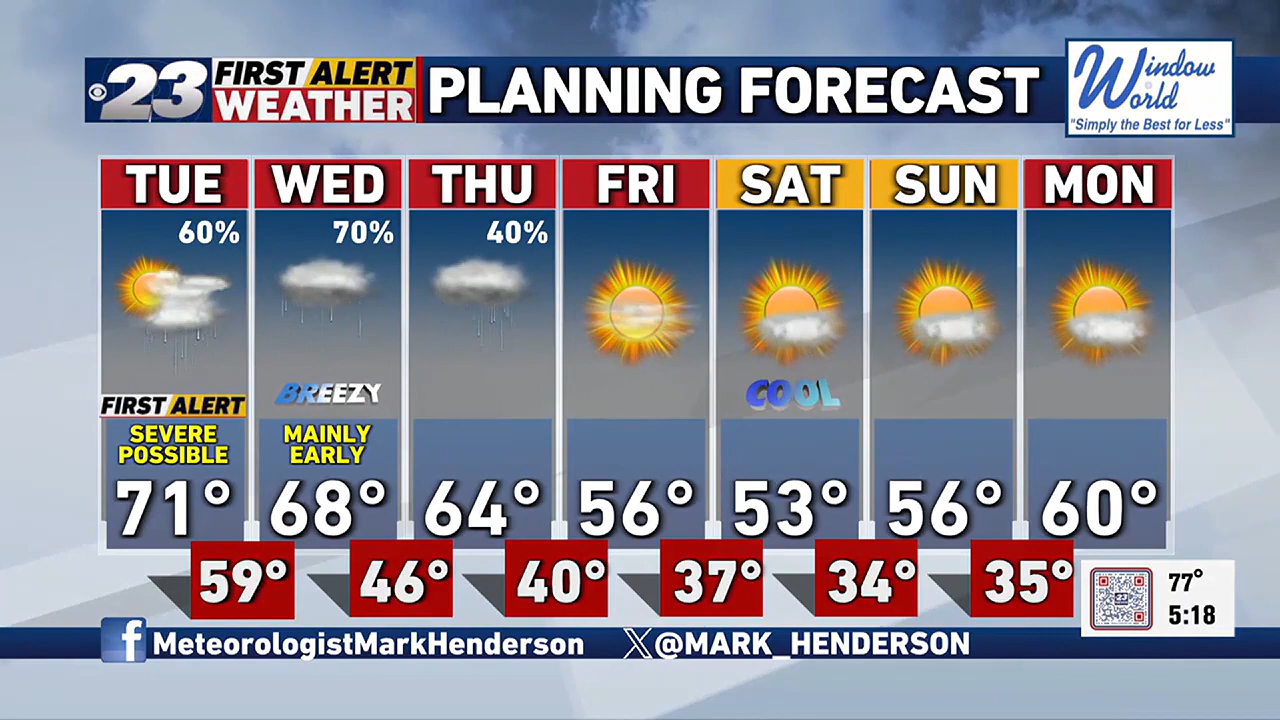 23 FIRST ALERT WEATHER
PLANNING FORECAST
Window World
"Simply the Best for Less"
TUE WED THU FRI SAT SUN MON
60% 70% 40%
BREEZY COOL
FIRST ALERT
SEVERE POSSIBLE
MAINLY EARLY
71° 68° 64° 56° 53° 56° 60°
59° 46° 40° 37° 34° 35°
77°
5:18
f MeteorologistMarkHenderson X @MARK_HENDERSON